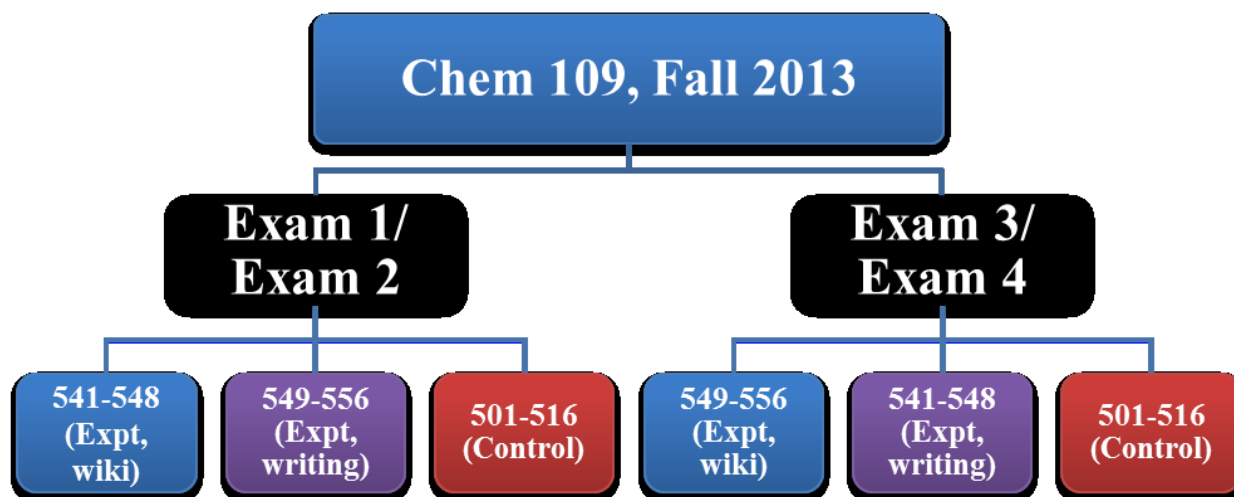 Chem 109, Fall 2013
Exam 1/
Exam 2
Exam 3/
Exam 4
541-548
(Expt,
wiki)
549-556
(Expt,
writing)
501-516
(Control)
549-556
(Expt,
wiki)
541-548
(Expt,
writing)
501-516
(Control)